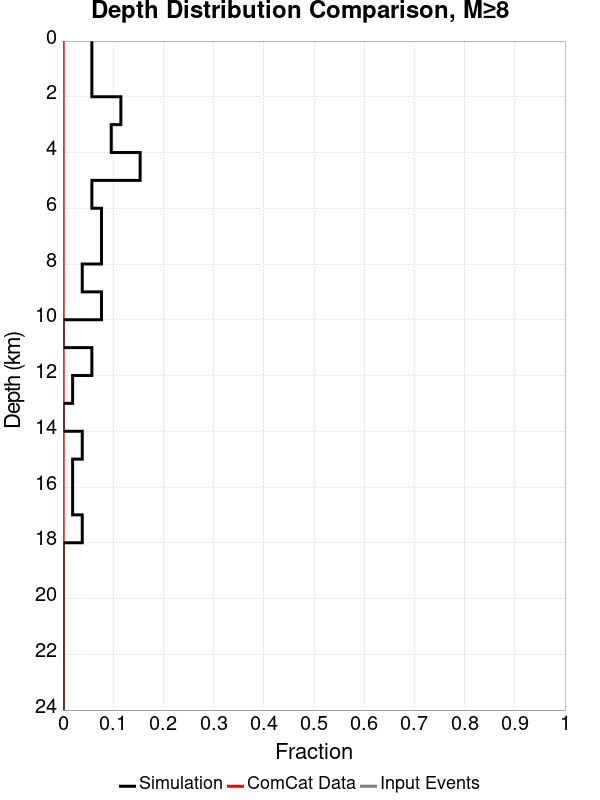 Depth Distribution Comparison, M≥8
0
2
4
6
8
10
12
14
16
18
20
22
24
Depth (km)
0 0.1 0.2 0.3 0.4 0.5 0.6 0.7 0.8 0.9 1
Fraction
Simulation ComCat Data Input Events